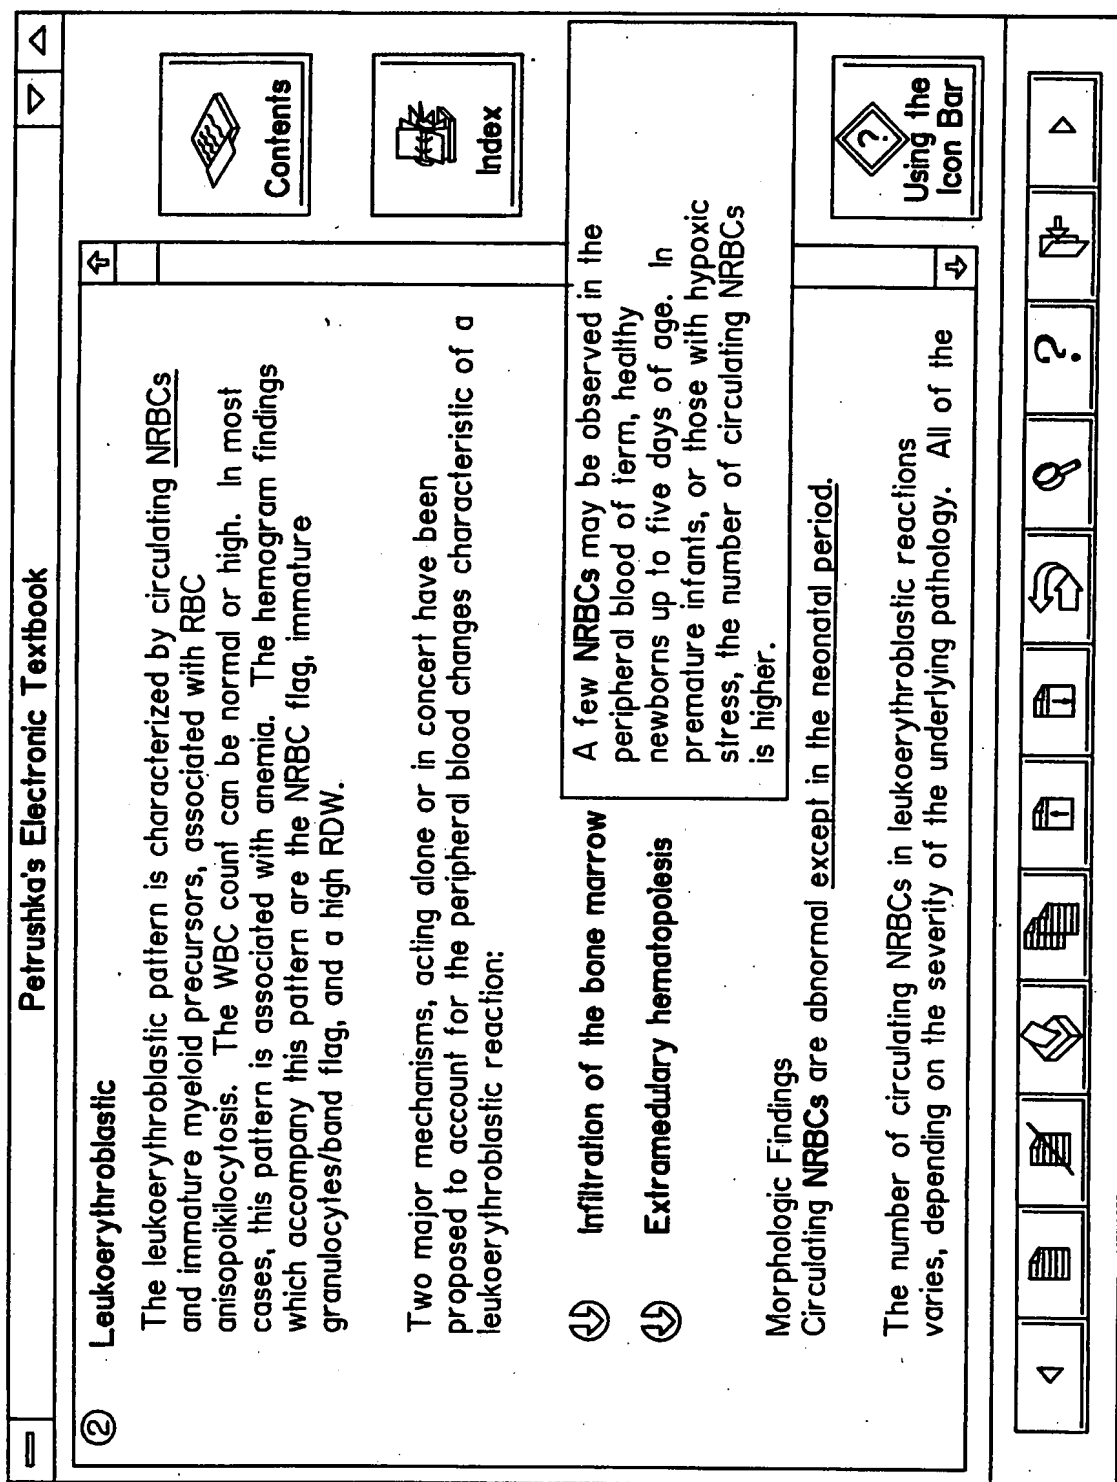 Petrushka's Electronic Textbook
② Leukoerythroblastic
The leukoerythroblastic pattern is characterized by circulating NRBCs
and immature myeloid precursors, associated with RBC
anisopoikilocytosis. The WBC count can be normal or high. In most
cases, this pattern is associated with anemia. The hemogram findings
which accompany this pattern are the NRBC flag, immature
granulocytes/band flag, and a high RDW.
Two major mechanisms, acting alone or in concert have been
proposed to account for the peripheral blood changes characteristic of a
leukoerythroblastic reaction:
Infiltration of the bone marrow
Extramedulary hematopolesis
A few NRBCs may be observed in the
peripheral blood of term, healthy
newborns up to five days of age. In
premature infants, or those with hypoxic
stress, the number of circulating NRBCs
is higher.
Morphologic Findings
Circulating NRBCs are abnormal except in the neonatal period.
The number of circulating NRBCs in leukoerythroblastic reactions
varies, depending on the severity of the underlying pathology. All of the
Contents
Index
?
Using the
Icon Bar
?